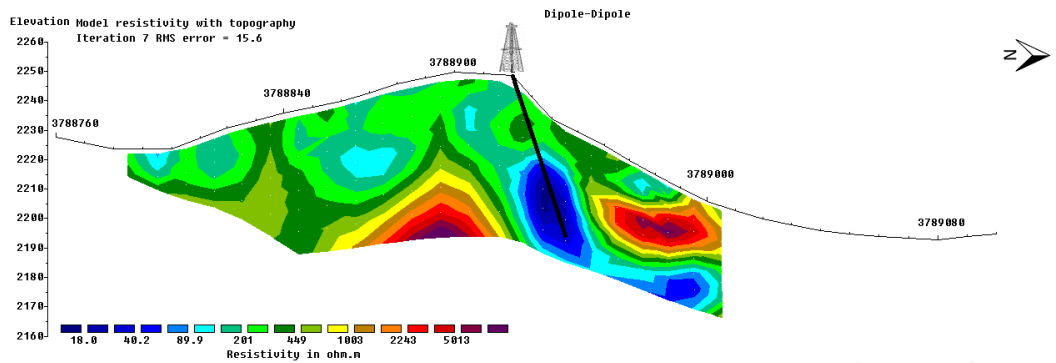 Dipole-Dipole
Elevation Model resistivity with topography
Iteration 7 RMS error = 15.6
2260
2250
2240
2230
2220
2210
2200
2190
2180
2170
2160
3788760
3788840
3788900
3789000
3789080
N
18.0 40.2 89.9 201 449 1003 2243 5013
Resistivity in ohm.m